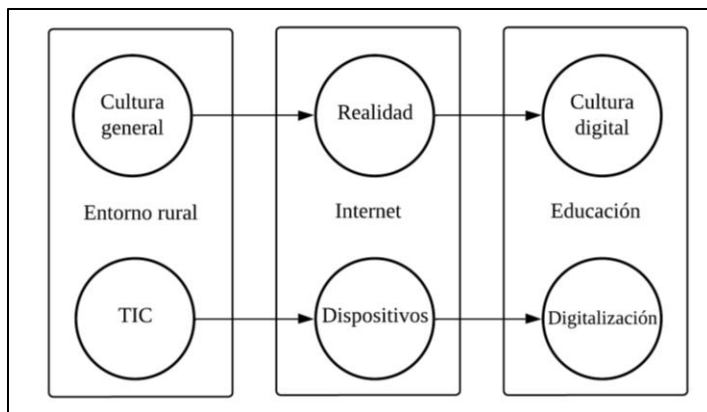 Cultura
general
Realidad
Cultura
digital
Entorno rural
Internet
Educación
TIC
Dispositivos
Digitalización